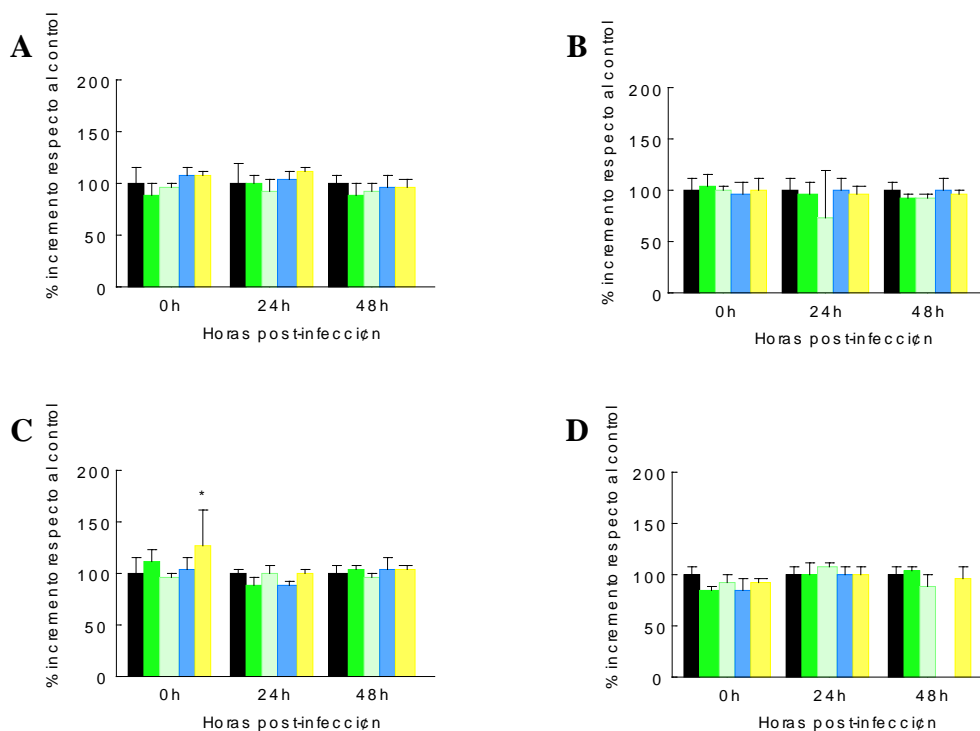 A
% incremento respecto al control
200
150
100
50
0
0h 24h 48h
Horas post-infecci¢n
B
% incremento respecto al control
200
150
100
50
0
0h 24h 48h
Horas post-infecci¢n
C
% incremento respecto al control
200
150
100
50
0
*
0h 24h 48h
Horas post-infecci¢n
D
% incremento respecto al control
200
150
100
50
0
0h 24h 48h
Horas post-infecci¢n